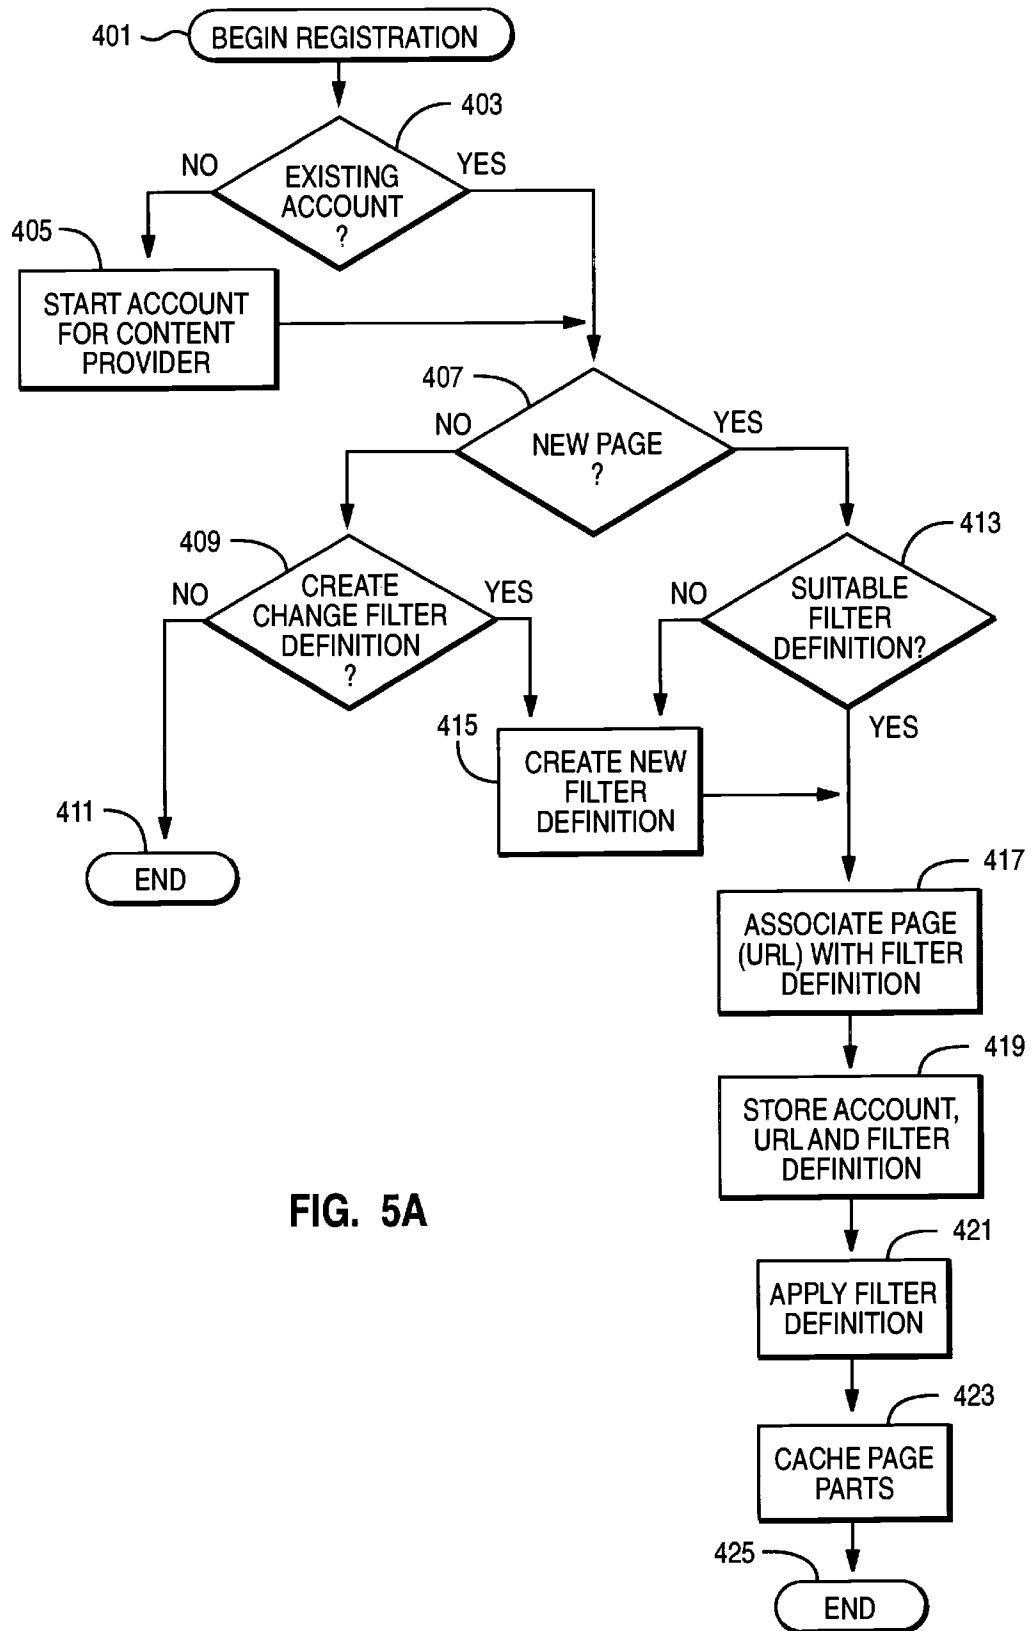 401
BEGIN REGISTRATION
403
NO
YES
EXISTING
ACCOUNT
?
405
START ACCOUNT
FOR CONTENT
PROVIDER
407
NO
YES
NEW PAGE
?
409
NO
YES
CREATE
CHANGE FILTER
DEFINITION
?
413
NO
SUITABLE
FILTER
DEFINITION?
YES
415
CREATE NEW
FILTER
DEFINITION
411
END
417
ASSOCIATE PAGE
(URL) WITH FILTER
DEFINITION
419
STORE ACCOUNT,
URL AND FILTER
DEFINITION
FIG. 5A
421
APPLY FILTER
DEFINITION
423
CACHE PAGE
PARTS
425
END